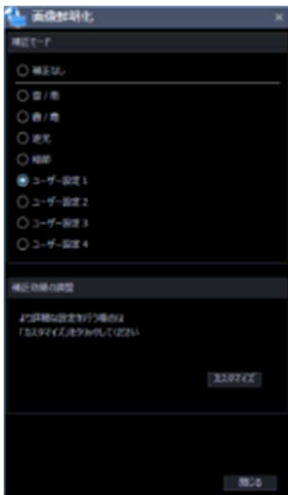 画像鮮明化
補正モード
補正なし
雪 / 雨
霧 / 靄
逆光
暗部
ユーザー設定 1
ユーザー設定 2
ユーザー設定 3
ユーザー設定 4
補正効果の調整
より詳細な設定を行う場合は
「カスタマイズ」をクリックしてください
カスタマイズ
閉じる